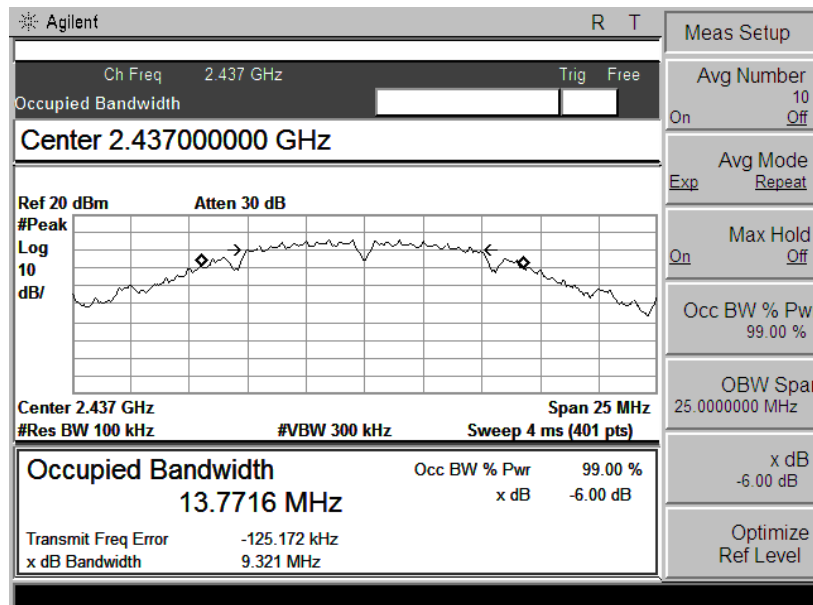 Agilent
R T
Ch Freq 2.437 GHz Trig Free
Occupied Bandwidth
Center 2.437000000 GHz
Ref 20 dBm Atten 30 dB
#Peak
Log
10
dB/
Center 2.437 GHz Span 25 MHz
#Res BW 100 kHz #VBW 300 kHz Sweep 4 ms (401 pts)
Occupied Bandwidth
13.7716 MHz
Occ BW % Pwr 99.00 %
x dB -6.00 dB
Transmit Freq Error -125.172 kHz
x dB Bandwidth 9.321 MHz
Meas Setup
Avg Number
10
On Off
Avg Mode
Exp Repeat
Max Hold
On Off
Occ BW % Pw
99.00 %
OBW Spa
25.0000000 MHz
x dB
-6.00 dB
Optimize
Ref Level